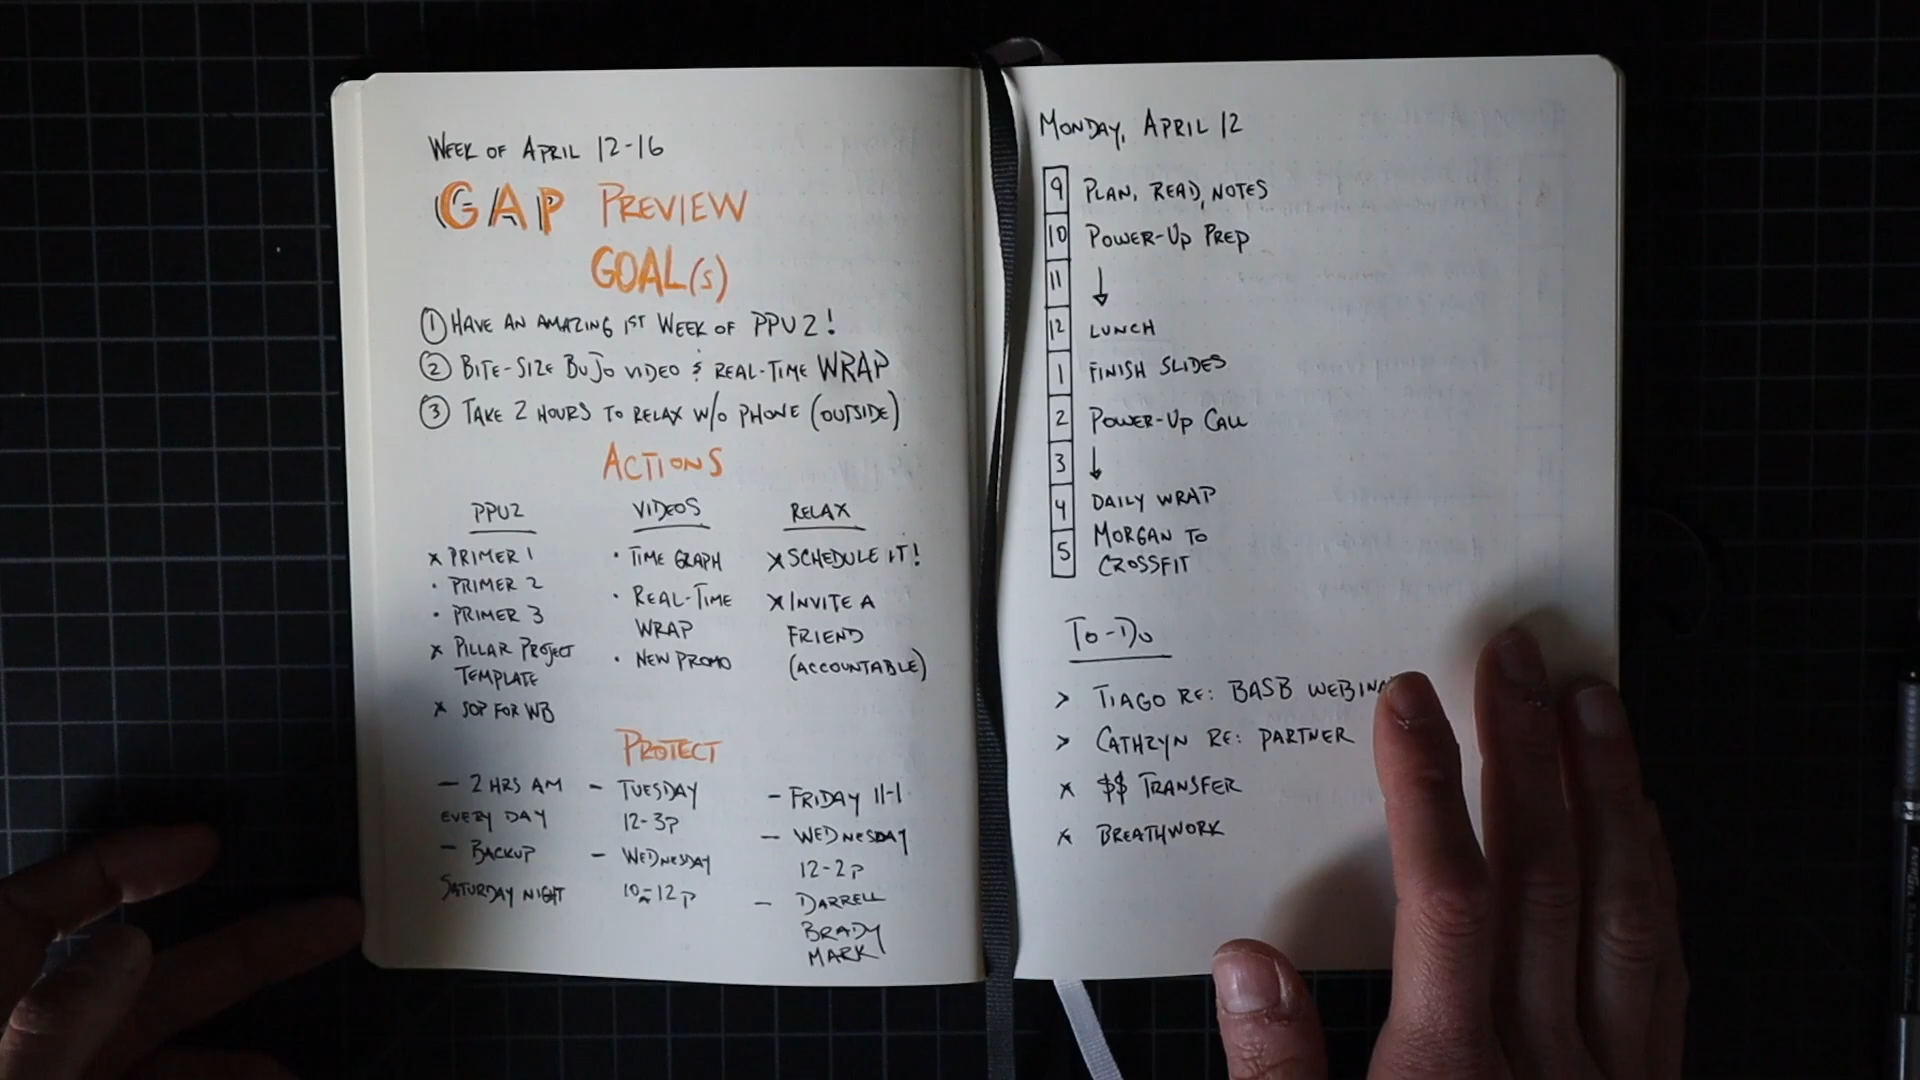 WEEK OF APRIL 12-16
GAP PREVIEW
GOAL(S)
① HAVE AN AMAZING 1ST WEEK OF PPU2!
② BITE-SIZE BUJO VIDEO & REAL-TIME WRAP
③ TAKE 2 HOURS TO RELAX W/O PHONE (OUTSIDE)
ACTIONS
PPU2
x PRIMER 1
• PRIMER 2
• PRIMER 3
x PILLAR PROJECT
TEMPLATE
x SOP FOR WB
VIDEOS
• TIME GRAPH
• REAL-TIME
WRAP
• NEW PROMO
RELAX
x SCHEDULE IT!
x INVITE A
FRIEND
(ACCOUNTABLE)
PROTECT
— 2 HRS AM
EVERY DAY
— BACKUP
SATURDAY NIGHT
— TUESDAY
12-3P
— WEDNESDAY
10-12P
— FRIDAY 11-1
— WEDNESDAY
12-2P
— DARRELL
BRADY
MARK
MONDAY, APRIL 12
9 PLAN, READ, NOTES
10 POWER-UP PREP
11 ↓
12 LUNCH
1 FINISH SLIDES
2 POWER-UP CALL
3 ↓
4 DAILY WRAP
5 MORGAN TO
CROSSFIT
TO-DO
> TIAGO RE: BASB WEBINA
> CATHRYN RE: PARTNER
x $$ TRANSFER
x BREATHWORK